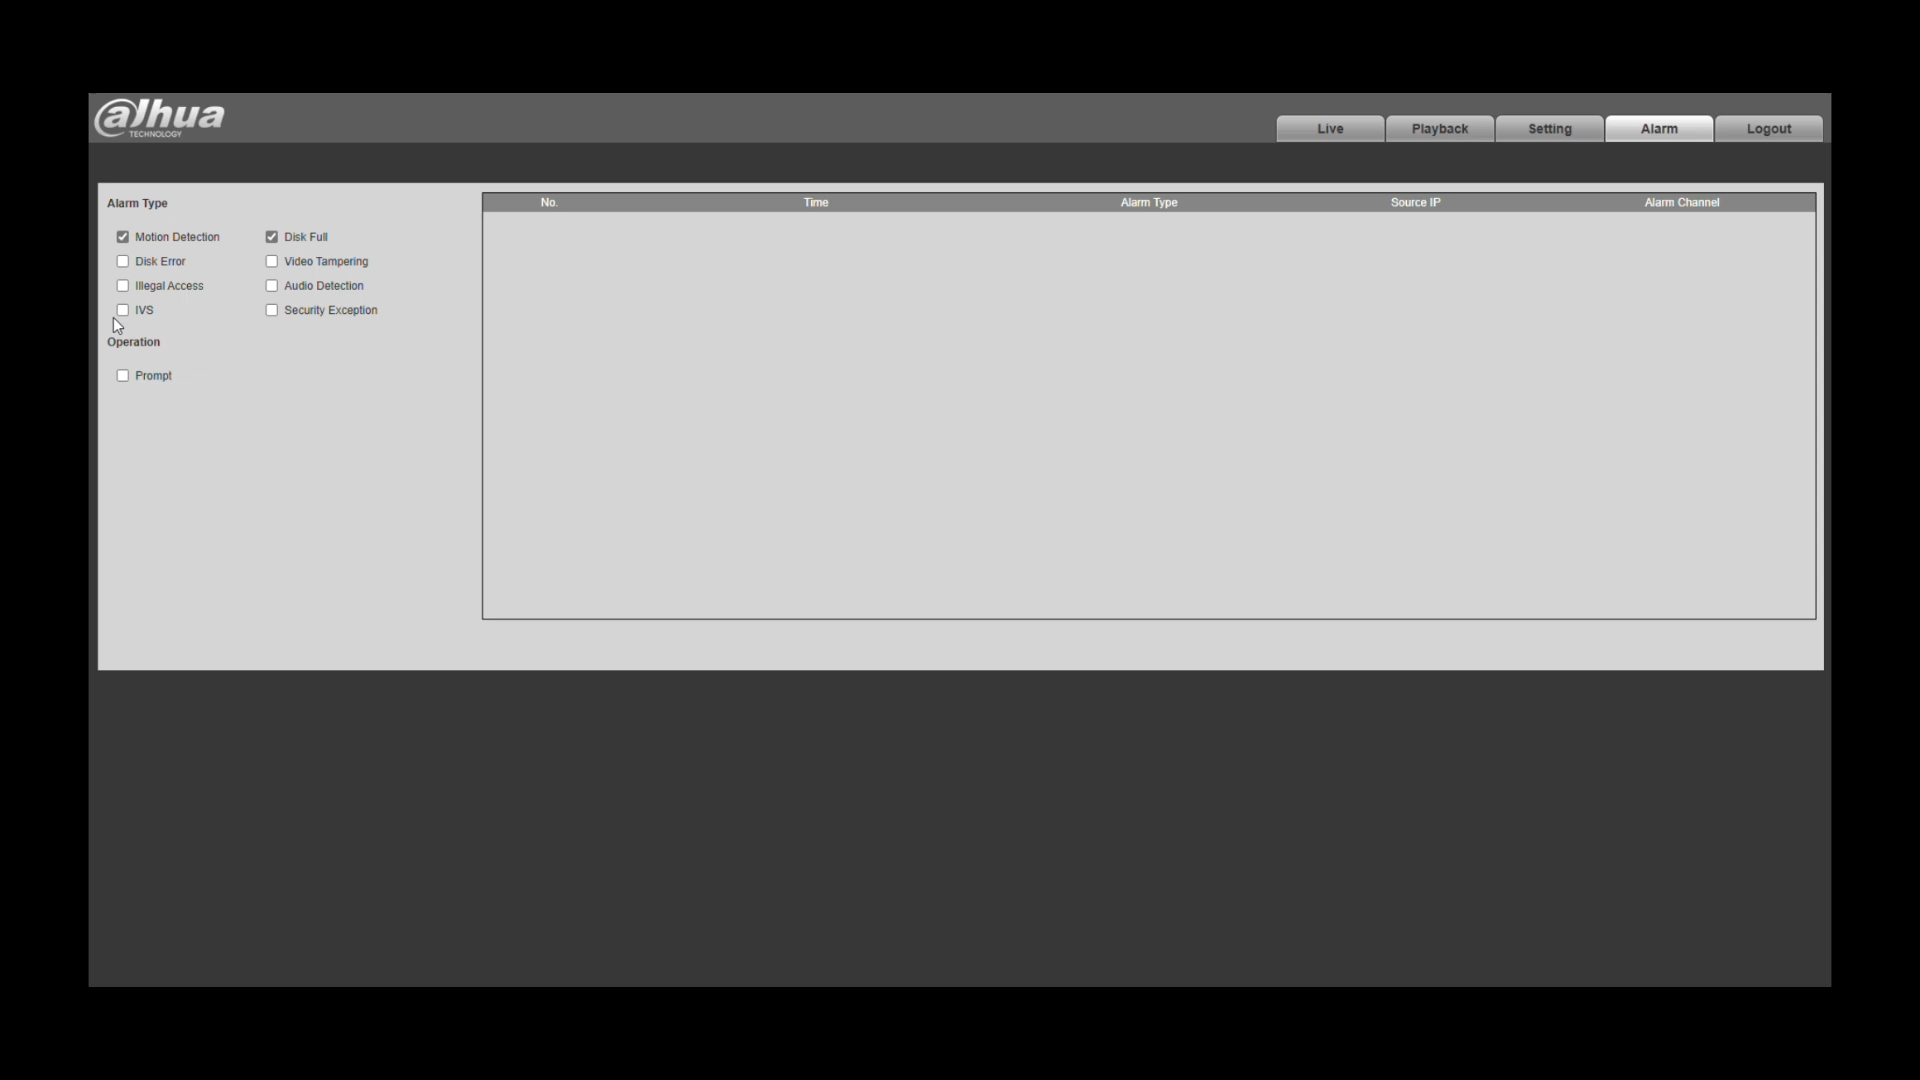 alhua
TECHNOLOGY
Live Playback Setting Alarm Logout
Alarm Type
Motion Detection Disk Full
Disk Error Video Tampering
Illegal Access Audio Detection
IVS Security Exception
Operation
Prompt
No. Time Alarm Type Source IP Alarm Channel